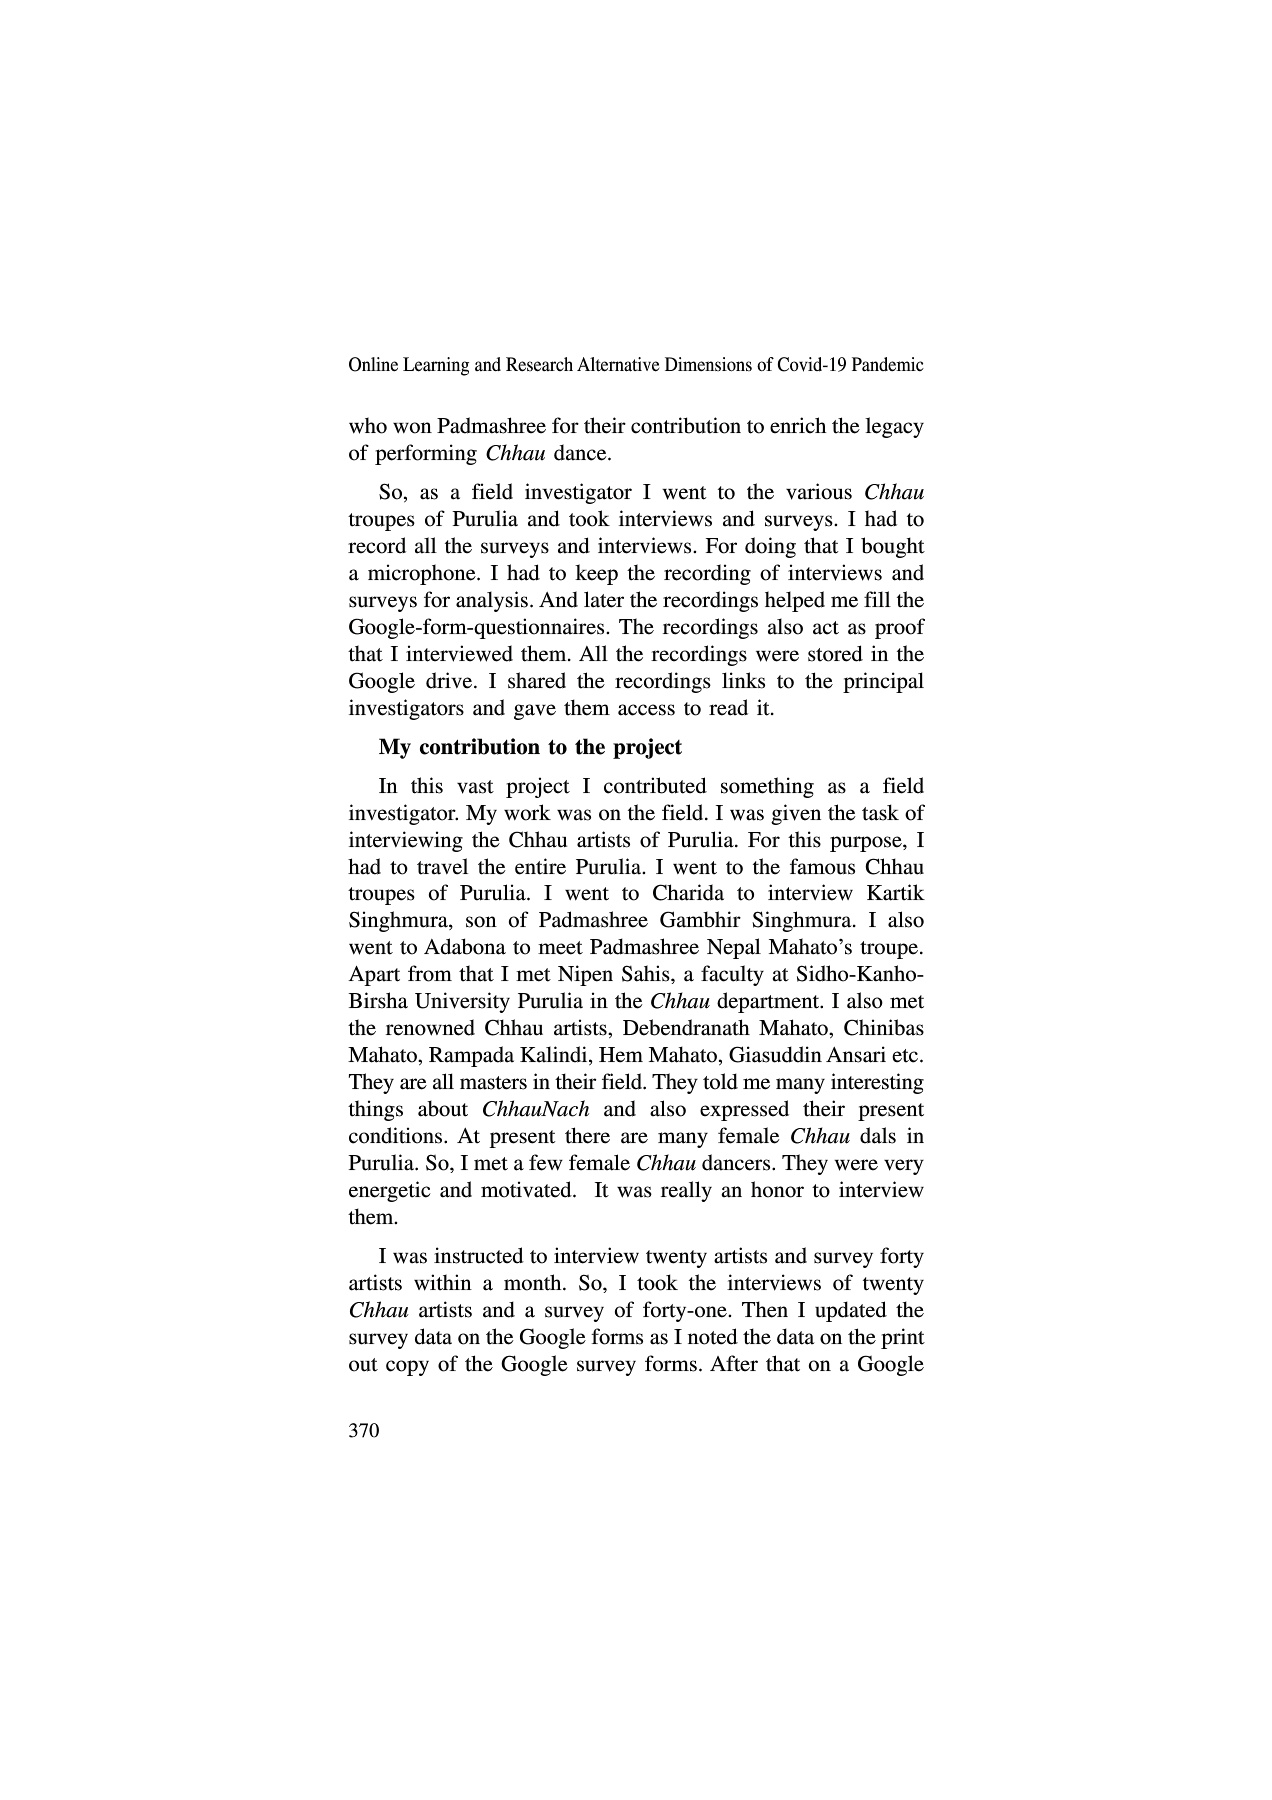 Online Learning and Research Alternative Dimensions of Covid-19 Pandemic
who won Padmashree for their contribution to enrich the legacy
of performing Chhau dance.
So, as a field investigator I went to the various Chhau
troupes of Purulia and took interviews and surveys. I had to
record all the surveys and interviews. For doing that I bought
a microphone. I had to keep the recording of interviews and
surveys for analysis. And later the recordings helped me fill the
Google-form-questionnaires. The recordings also act as proof
that I interviewed them. All the recordings were stored in the
Google drive. I shared the recordings links to the principal
investigators and gave them access to read it.
My contribution to the project
In this vast project I contributed something as a field
investigator. My work was on the field. I was given the task of
interviewing the Chhau artists of Purulia. For this purpose, I
had to travel the entire Purulia. I went to the famous Chhau
troupes of Purulia. I went to Charida to interview Kartik
Singhmura, son of Padmashree Gambhir Singhmura. I also
went to Adabona to meet Padmashree Nepal Mahato’s troupe.
Apart from that I met Nipen Sahis, a faculty at Sidho-Kanho-
Birsha University Purulia in the Chhau department. I also met
the renowned Chhau artists, Debendranath Mahato, Chinibas
Mahato, Rampada Kalindi, Hem Mahato, Giasuddin Ansari etc.
They are all masters in their field. They told me many interesting
things about ChhauNach and also expressed their present
conditions. At present there are many female Chhau dals in
Purulia. So, I met a few female Chhau dancers. They were very
energetic and motivated. It was really an honor to interview
them.
I was instructed to interview twenty artists and survey forty
artists within a month. So, I took the interviews of twenty
Chhau artists and a survey of forty-one. Then I updated the
survey data on the Google forms as I noted the data on the print
out copy of the Google survey forms. After that on a Google
370